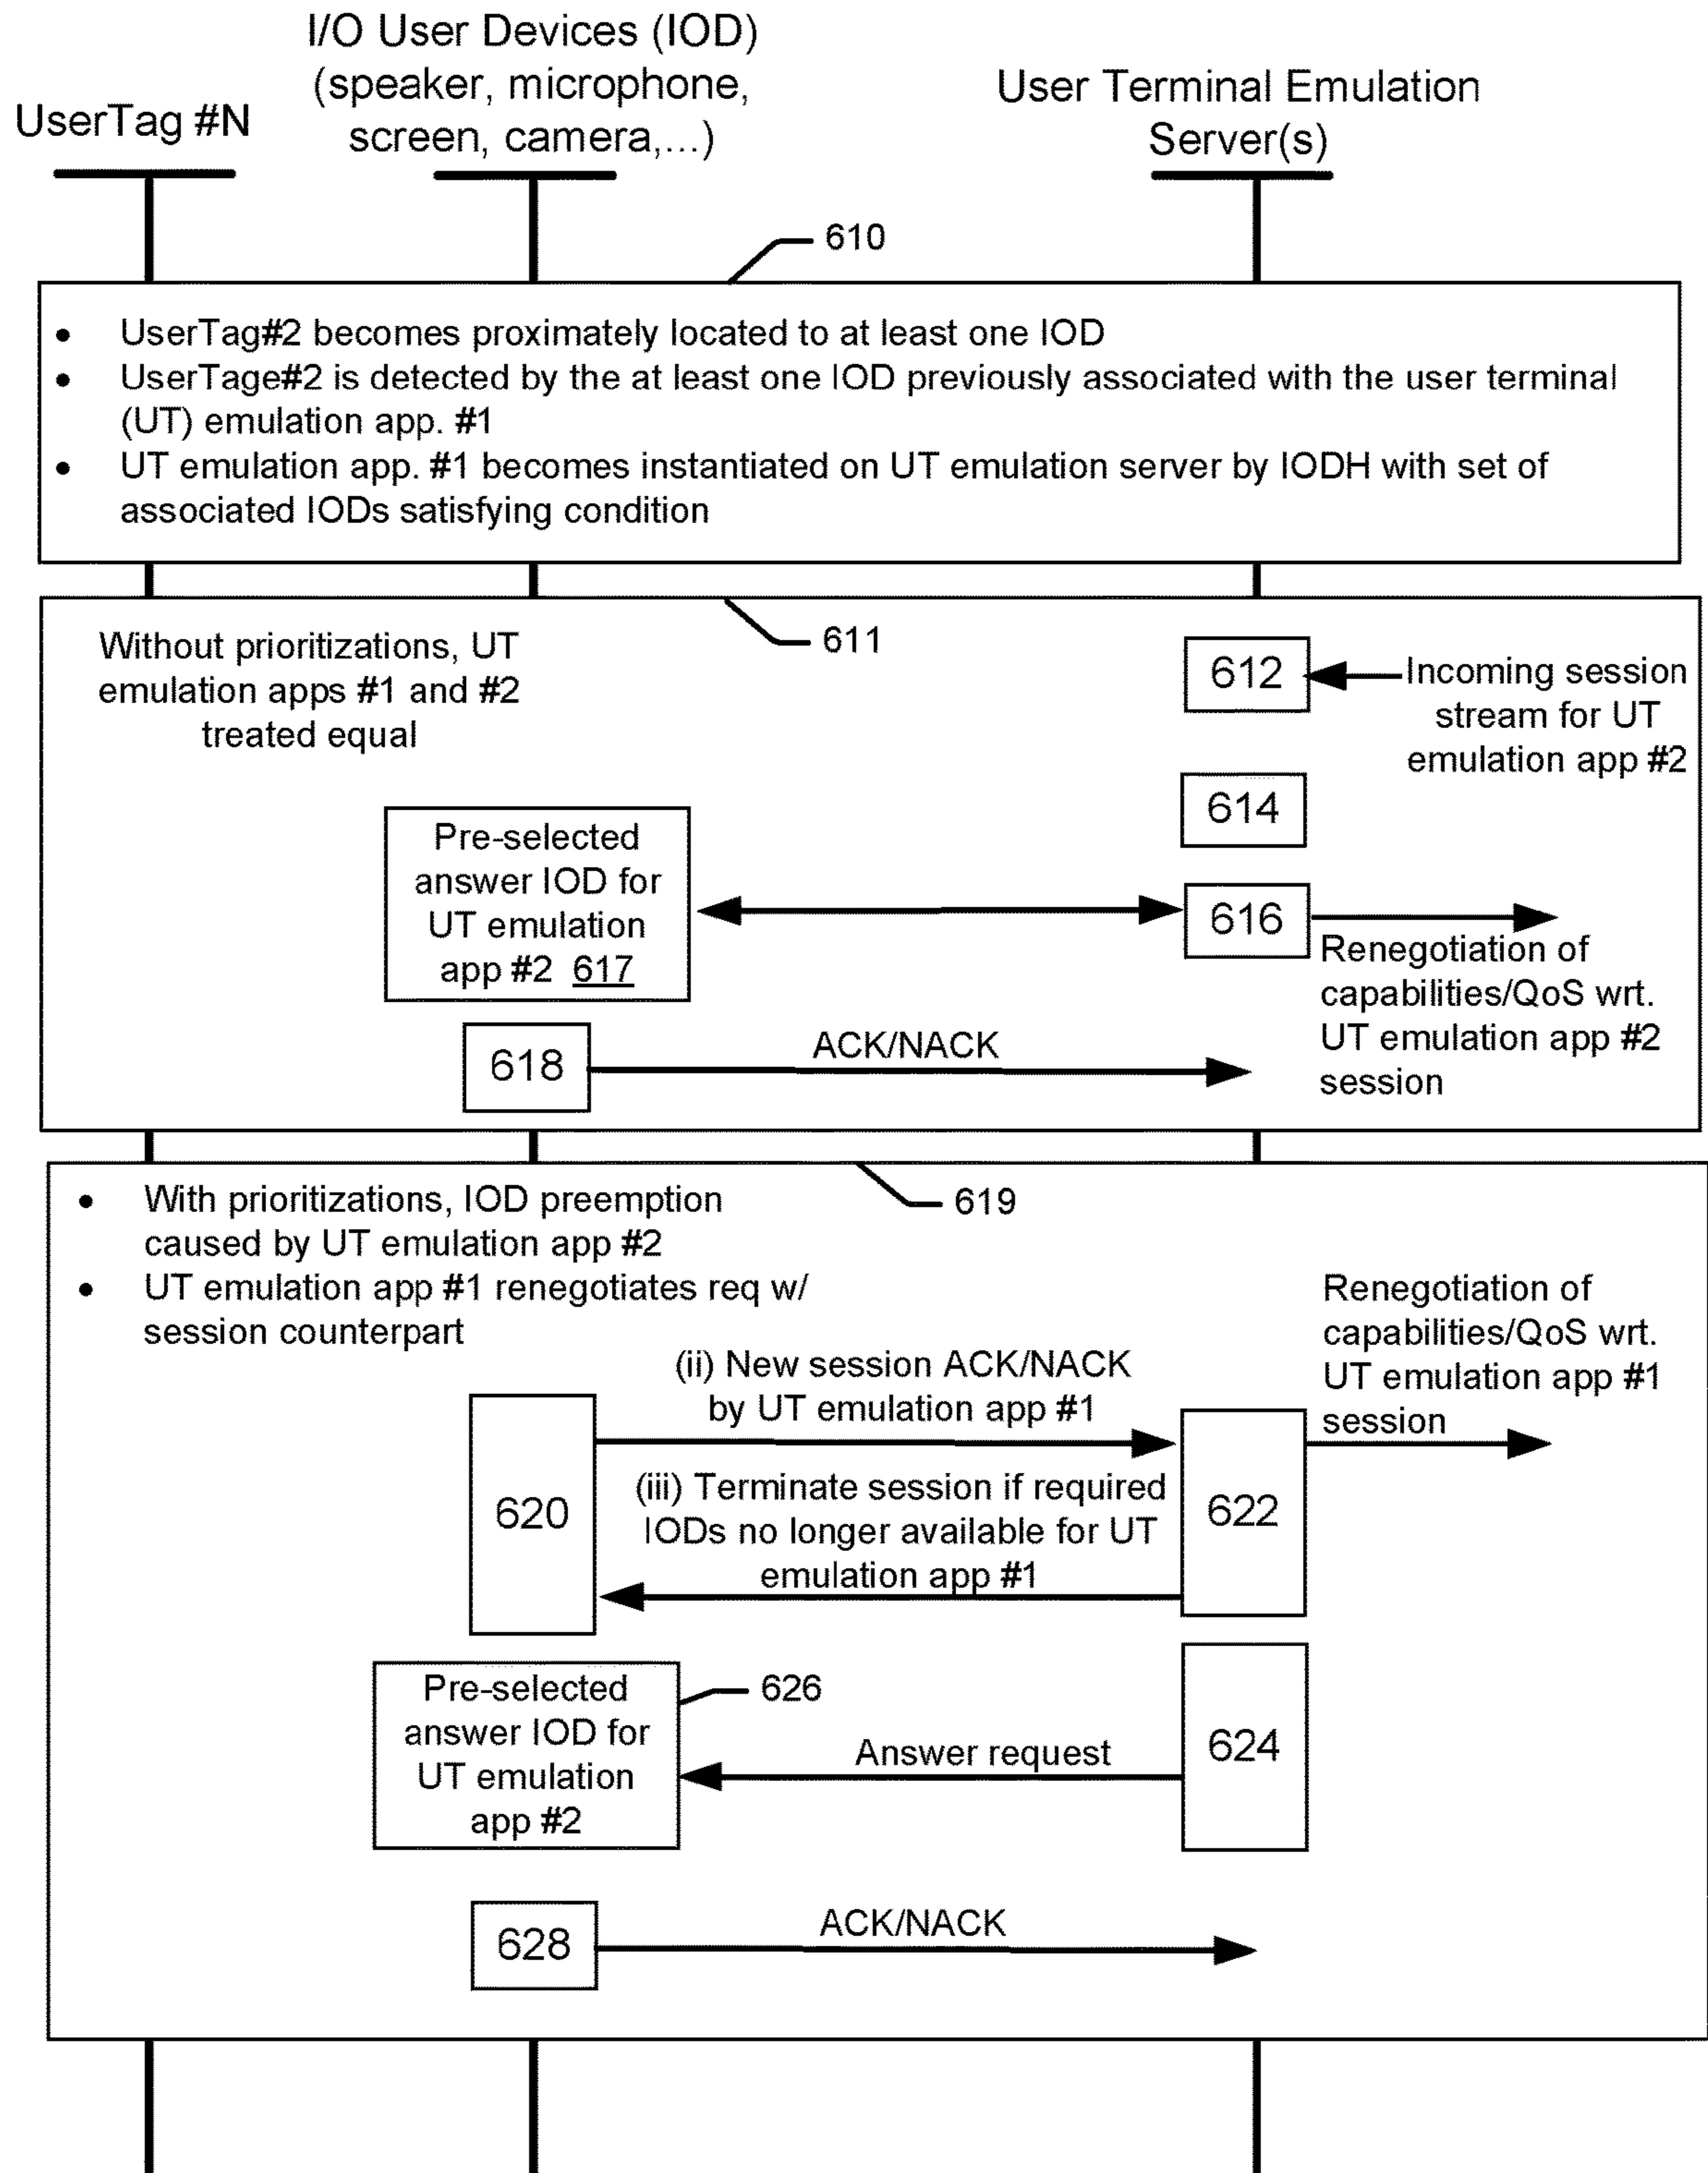 UserTag #N
I/O User Devices (IOD)
(speaker, microphone,
screen, camera,...)
User Terminal Emulation
Server(s)
610
• UserTag#2 becomes proximately located to at least one IOD
• UserTage#2 is detected by the at least one IOD previously associated with the user terminal
(UT) emulation app. #1
• UT emulation app. #1 becomes instantiated on UT emulation server by IODH with set of
associated IODs satisfying condition
611
Without prioritizations, UT
emulation apps #1 and #2
treated equal
612
Incoming session
stream for UT
emulation app #2
614
Pre-selected
answer IOD for
UT emulation
app #2 617
616
Renegotiation of
capabilities/QoS wrt.
UT emulation app #2
session
618
ACK/NACK
619
• With prioritizations, IOD preemption
caused by UT emulation app #2
• UT emulation app #1 renegotiates req w/
session counterpart
Renegotiation of
capabilities/QoS wrt.
UT emulation app #1
session
(ii) New session ACK/NACK
by UT emulation app #1
620
(iii) Terminate session if required
IODs no longer available for UT
emulation app #1
622
Pre-selected
answer IOD for
UT emulation
app #2
626
Answer request
624
628
ACK/NACK